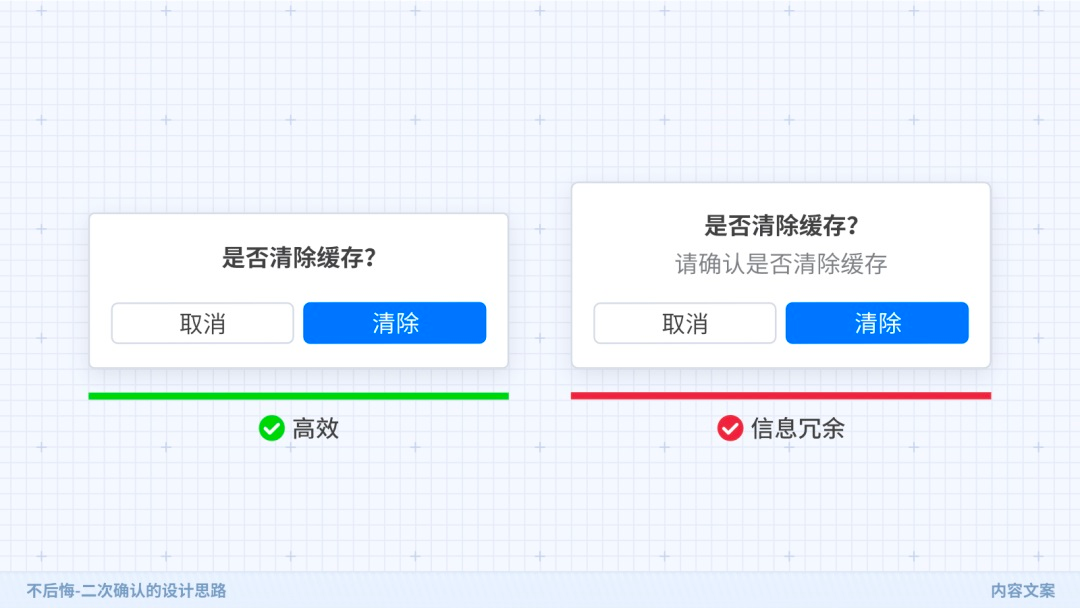 是否清除缓存?
取消 清除
高效
是否清除缓存?
请确认是否清除缓存
取消 清除
信息冗余
不后悔-二次确认的设计思路
内容文案